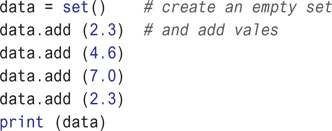 data = set()   # create an empty set
data.add (2.3)  # and add vales
data.add (4.6)
data.add (7.0)
data.add (2.3)
print (data)